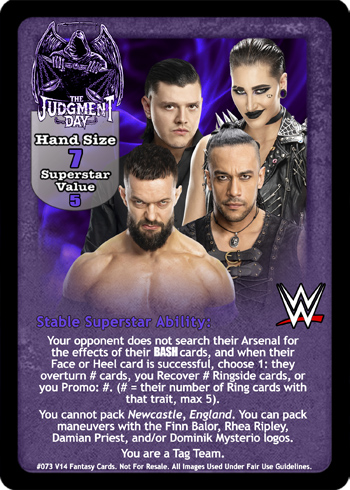 THE
JUDGMENT
DAY
Hand Size
7
Superstar
Value
5
W
Stable Superstar Ability:
Your opponent does not search their Arsenal for
the effects of their BASH cards, and when their
Face or Heel card is successful, choose 1: they
overturn # cards, you Recover # Ringside cards, or
you Promo: #. (# = their number of Ring cards with
that trait, max 5).
You cannot pack Newcastle, England. You can pack
maneuvers with the Finn Balor, Rhea Ripley,
Damian Priest, and/or Dominik Mysterio logos.
You are a Tag Team.
#073 V14 Fantasy Cards. Not For Resale. All Images Used Under Fair Use Guidelines.